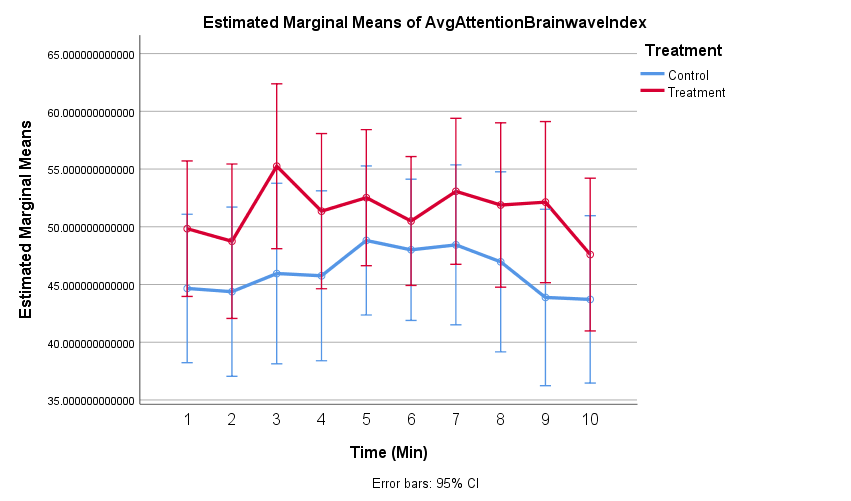 Estimated Marginal Means of AvgAttentionBrainwaveIndex
Treatment
Control
Treatment
Estimated Marginal Means
65.000000000000
60.000000000000
55.000000000000
50.000000000000
45.000000000000
40.000000000000
35.000000000000
1 2 3 4 5 6 7 8 9 10
Time (Min)
Error bars: 95% CI